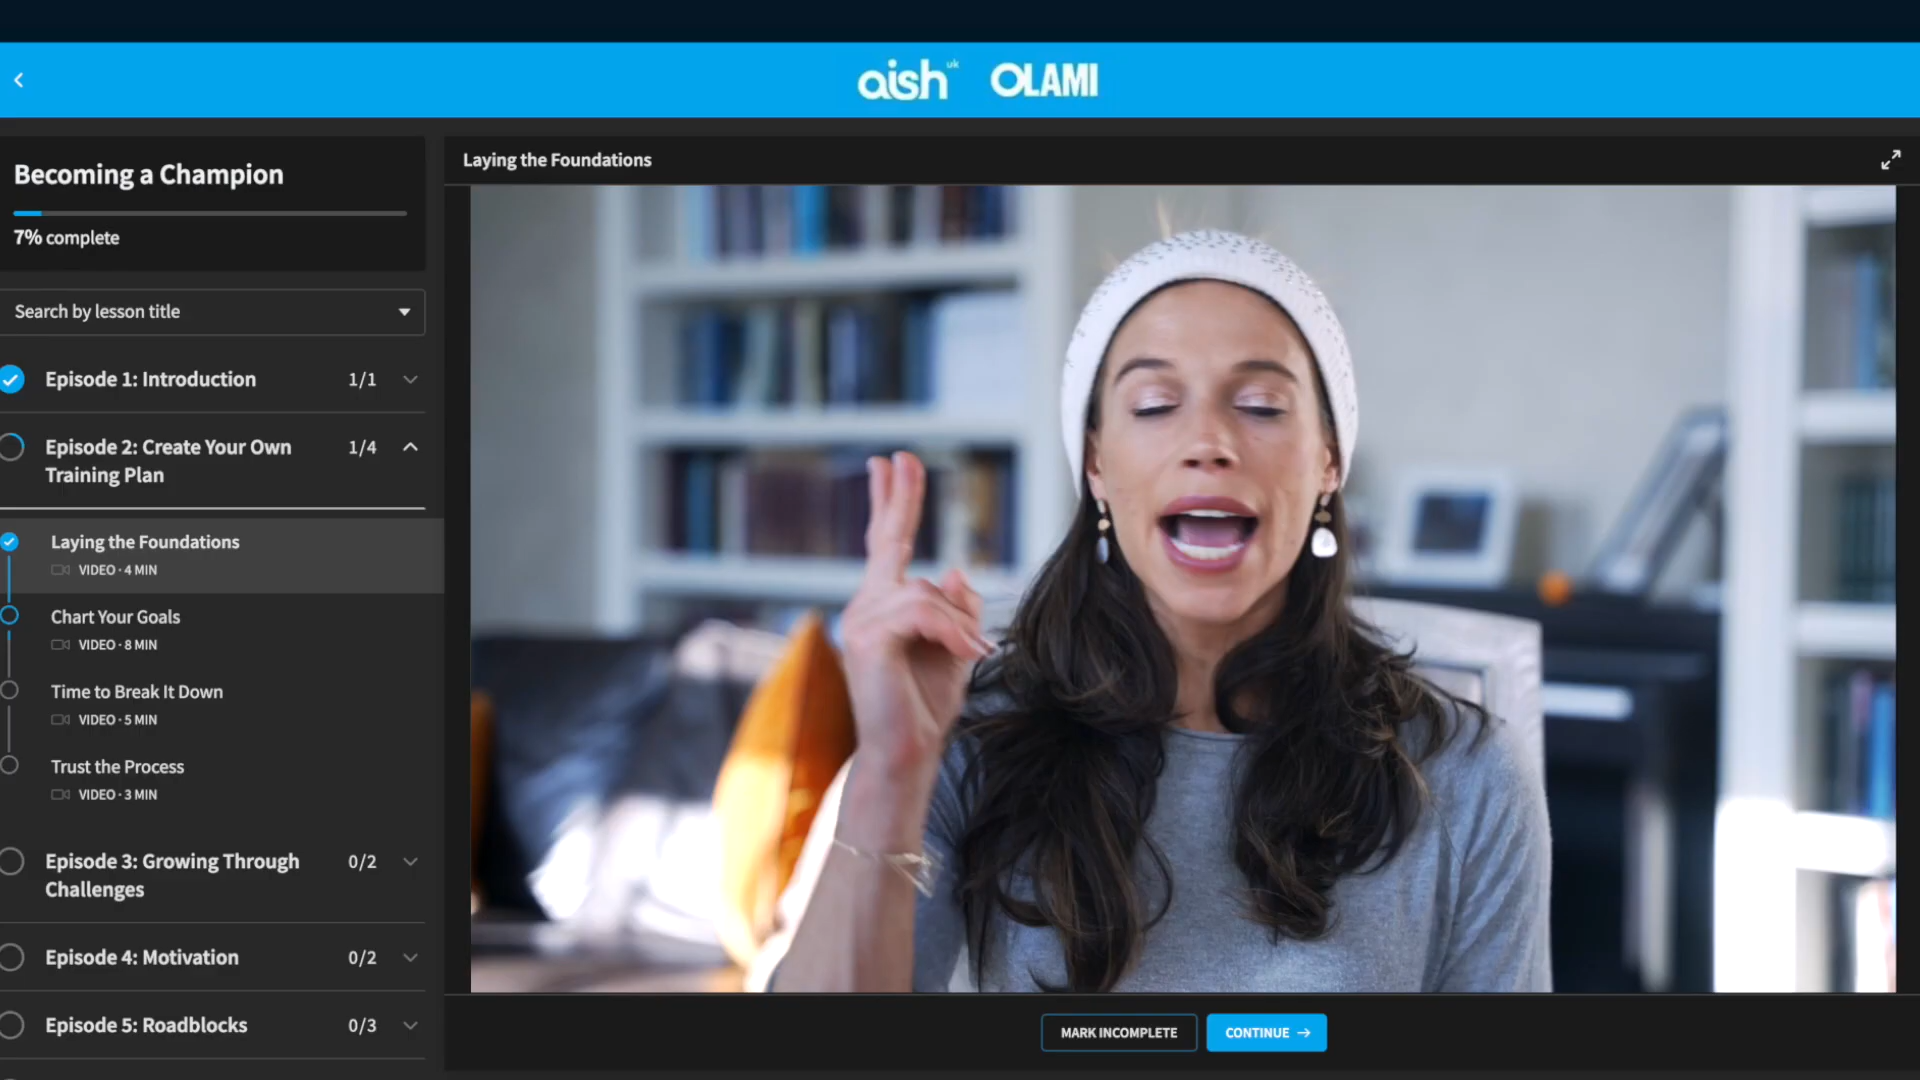 aish uk OLAMI
Becoming a Champion
7% complete
Search by lesson title
Episode 1: Introduction 1/1
Episode 2: Create Your Own 1/4
Training Plan
Laying the Foundations
VIDEO · 4 MIN
Chart Your Goals
VIDEO · 8 MIN
Time to Break It Down
VIDEO · 5 MIN
Trust the Process
VIDEO · 3 MIN
Episode 3: Growing Through 0/2
Challenges
Episode 4: Motivation 0/2
Episode 5: Roadblocks 0/3
Laying the Foundations
MARK INCOMPLETE
CONTINUE →